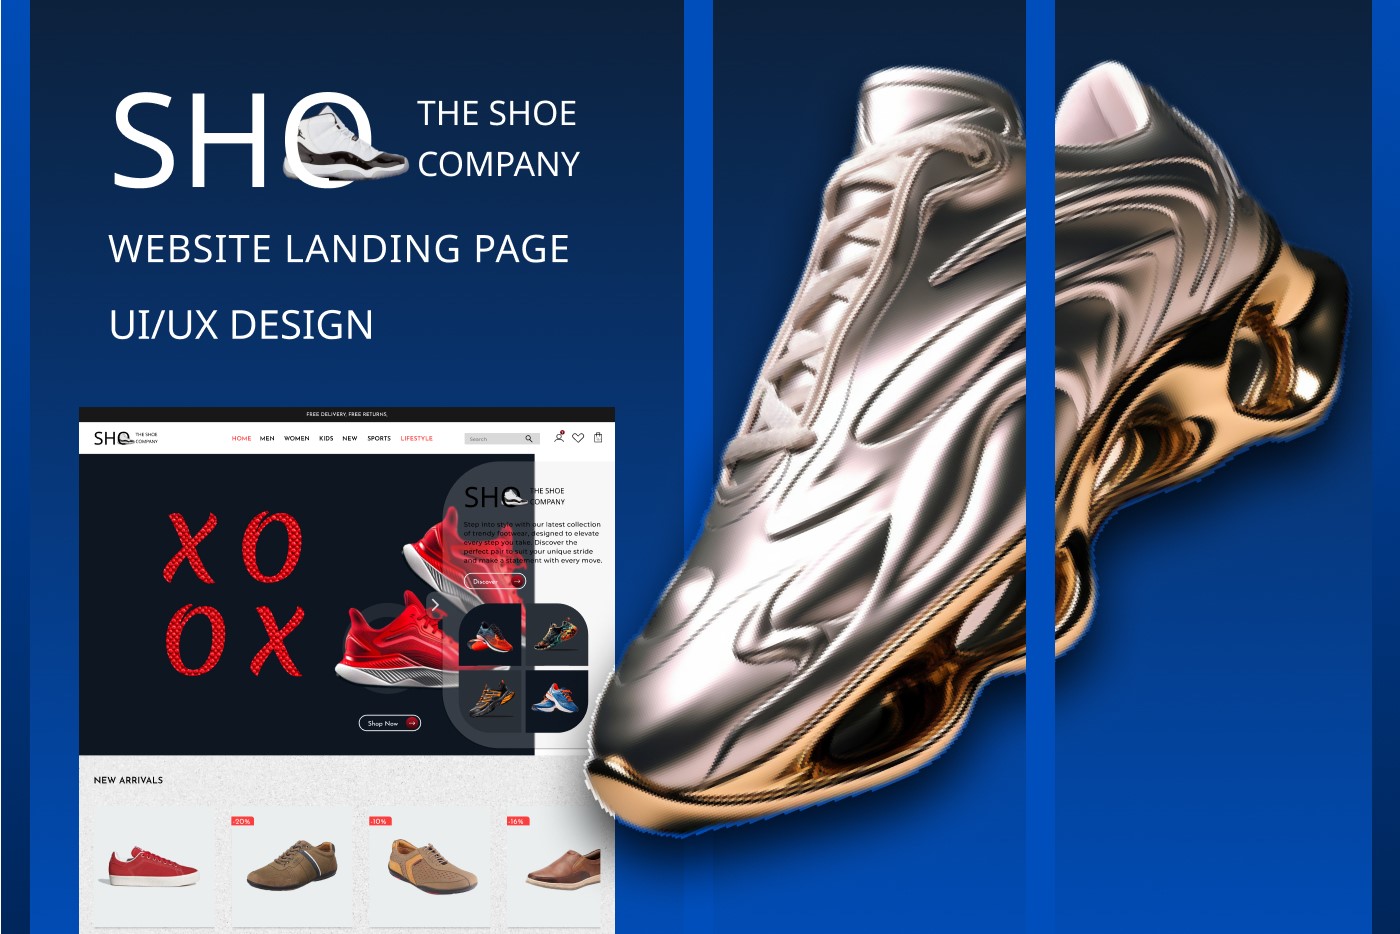 SHO
THE SHOE
COMPANY
WEBSITE LANDING PAGE
UI/UX DESIGN
FREE DELIVERY, FREE RETURNS,
SHO THE SHOE
COMPANY
HOME MEN WOMEN KIDS NEW SPORTS LIFESTYLE
Search
XO
OX
SHO THE SHOE
COMPANY
Step into style with our latest collection
of trendy footwear, designed to elevate
every step you take. Discover the
perfect pair to suit your unique stride
and make a statement with every move.
Discover
Shop Now
NEW ARRIVALS
-20%
-10%
-16%